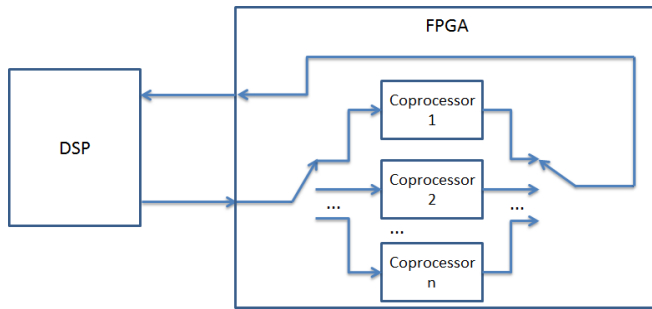 FPGA
DSP
Coprocessor
1
...
Coprocessor
2
...
...
Coprocessor
n